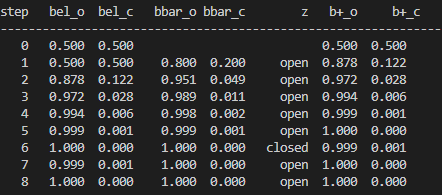 step bel_o bel_c bbar_o bbar_c z b+_o b+_c
--------------------------------------------------------------
0 0.500 0.500 0.500 0.500
1 0.500 0.500 0.800 0.200 open 0.878 0.122
2 0.878 0.122 0.951 0.049 open 0.972 0.028
3 0.972 0.028 0.989 0.011 open 0.994 0.006
4 0.994 0.006 0.998 0.002 open 0.999 0.001
5 0.999 0.001 0.999 0.001 open 1.000 0.000
6 1.000 0.000 1.000 0.000 closed 0.999 0.001
7 0.999 0.001 1.000 0.000 open 1.000 0.000
8 1.000 0.000 1.000 0.000 open 1.000 0.000